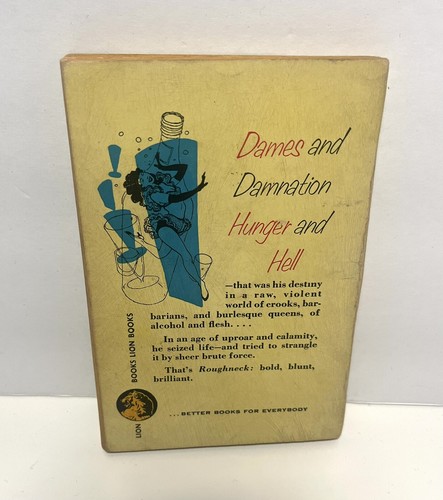 Dames and
Damnation
Hunger and
Hell
—that was his destiny
in a raw, violent
world of crooks, bar-
barians, and burlesque queens, of
alcohol and flesh. . . .
In an age of uproar and calamity,
he seized life—and tried to strangle
it by sheer brute force.
That's Roughneck: bold, blunt,
brilliant.
. . . BETTER BOOKS FOR EVERYBODY
LION BOOKS LION BOOKS